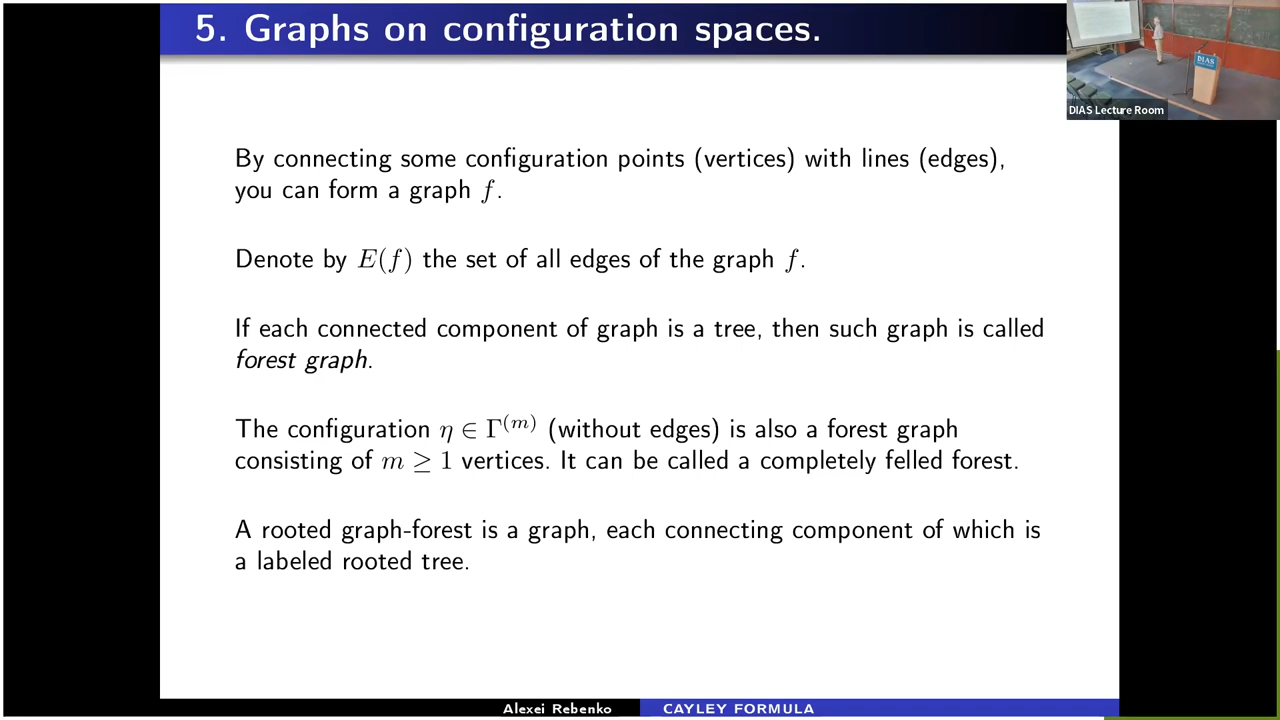 5. Graphs on configuration spaces.
DIAS
DIAS Lecture Room
By connecting some configuration points (vertices) with lines (edges),
you can form a graph f.
Denote by E(f) the set of all edges of the graph f.
If each connected component of graph is a tree, then such graph is called
forest graph.
The configuration η ∈ Γ^(m) (without edges) is also a forest graph
consisting of m ≥ 1 vertices. It can be called a completely felled forest.
A rooted graph-forest is a graph, each connecting component of which is
a labeled rooted tree.
Alexei Rebenko
CAYLEY FORMULA